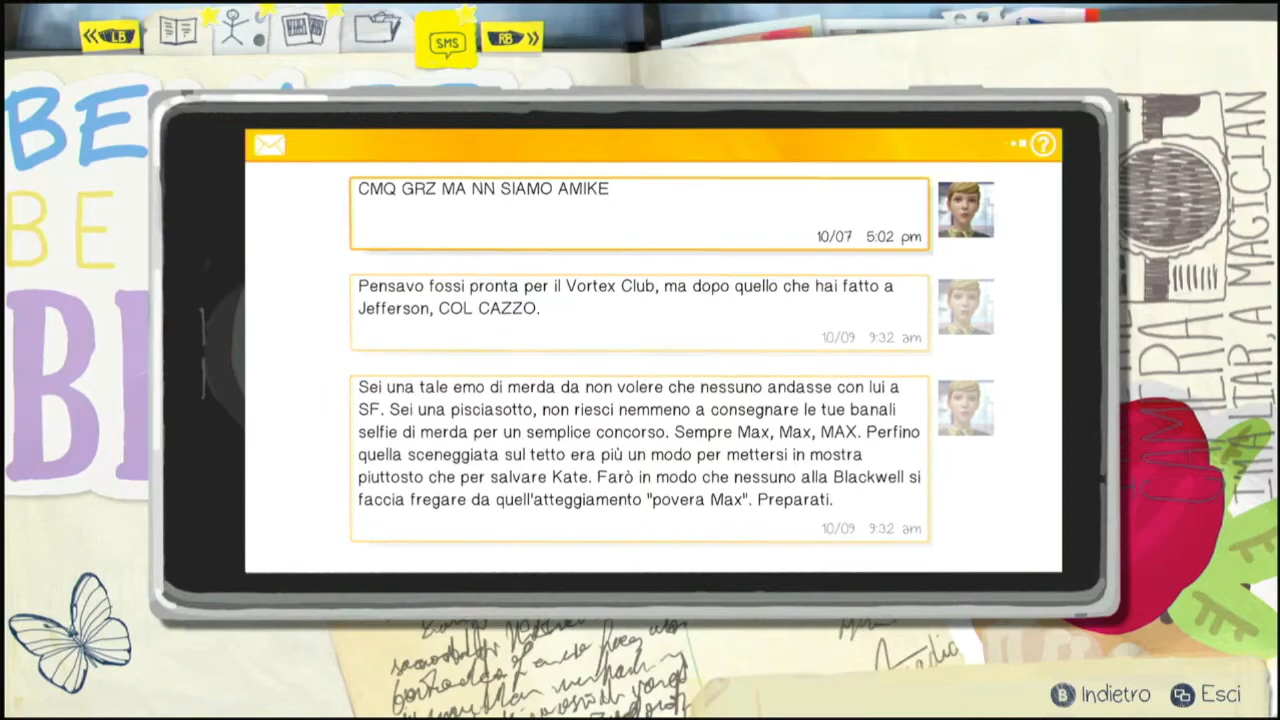 LB
SMS
RB
BE
BE
CMQ GRZ MA NN SIAMO AMIKE
10/07 5:02 pm
Pensavo fossi pronta per il Vortex Club, ma dopo quello che hai fatto a
Jefferson, COL CAZZO.
10/09 9:32 am
Sei una tale emo di merda da non volere che nessuno andasse con lui a
SF. Sei una pisciasotto, non riesci nemmeno a consegnare le tue banali
selfie di merda per un semplice concorso. Sempre Max, Max, MAX. Perfino
quella sceneggiata sul tetto era più un modo per mettersi in mostra
piuttosto che per salvare Kate. Farò in modo che nessuno alla Blackwell si
faccia fregare da quell'atteggiamento "povera Max". Preparati.
10/09 9:32 am
CAMERA
LIAR, A MAGICIAN
B Indietro
Esci